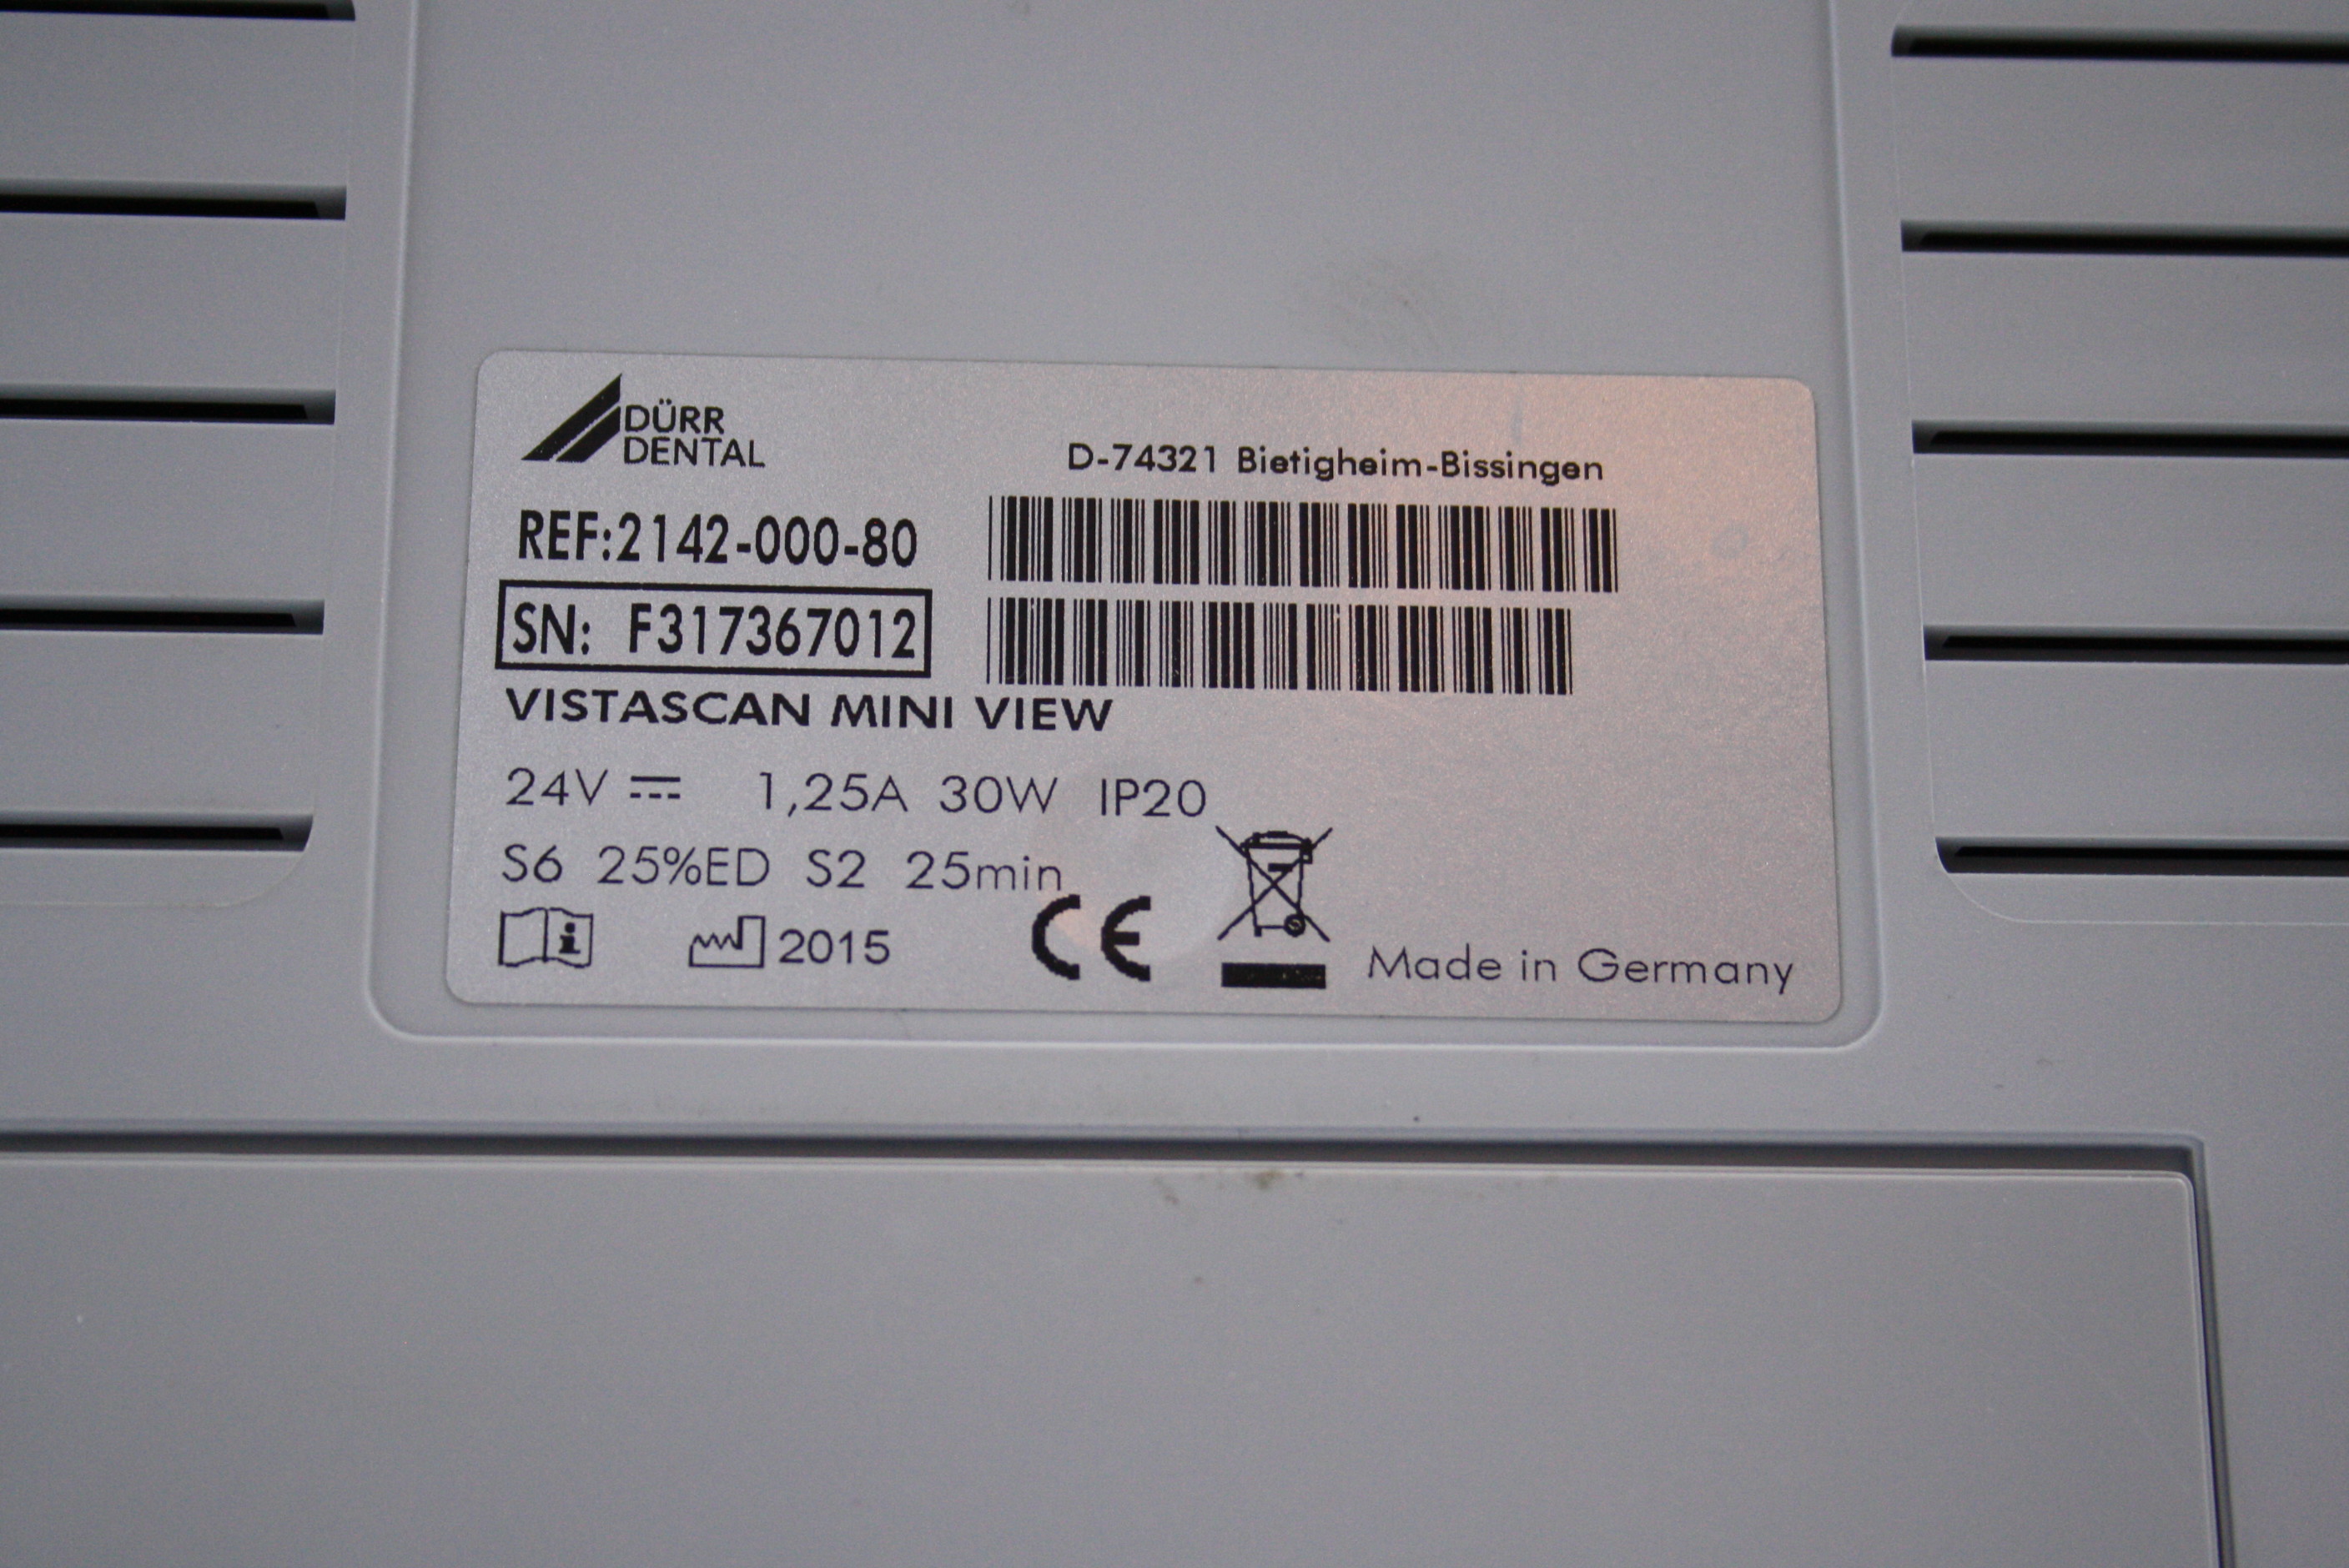 DÜRR
DENTAL
D-74321 Bietigheim-Bissingen
REF:2142-000-80
SN: F317367012
VISTASCAN MINI VIEW
24V 1,25A 30W IP20
S6 25%ED S2 25min
2015
CE
Made in Germany